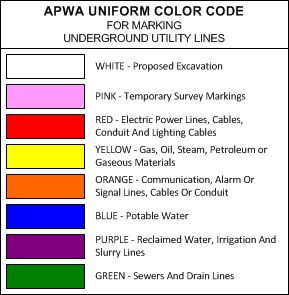 APWA UNIFORM COLOR CODE
FOR MARKING
UNDERGROUND UTILITY LINES
WHITE - Proposed Excavation
PINK - Temporary Survey Markings
RED - Electric Power Lines, Cables,
Conduit And Lighting Cables
YELLOW - Gas, Oil, Steam, Petroleum or
Gaseous Materials
ORANGE - Communication, Alarm Or
Signal Lines, Cables Or Conduit
BLUE - Potable Water
PURPLE - Reclaimed Water, Irrigation And
Slurry Lines
GREEN - Sewers And Drain Lines